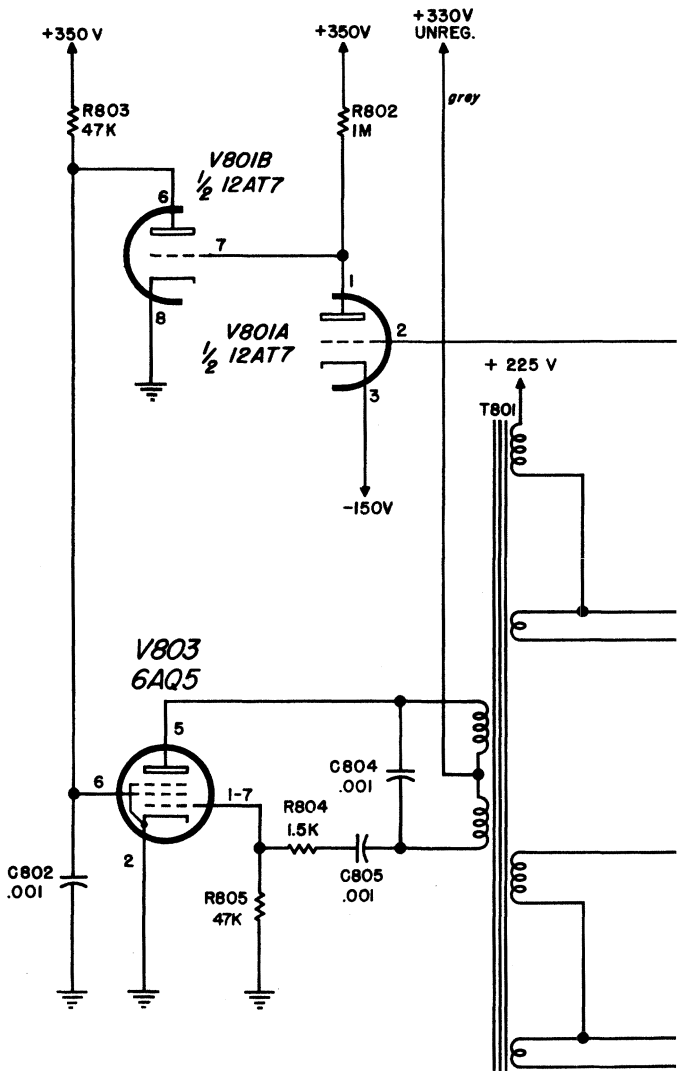 +350 V
+350V
+330V
UNREG.
grey
R803
47K
R802
1M
V801B
½ 12AT7
6
7
8
1
V801A
½ 12AT7
2
3
-150V
+ 225 V
T801
V803
6AQ5
5
6
1-7
2
C804
.001
R804
1.5K
C805
.001
C802
.001
R805
47K